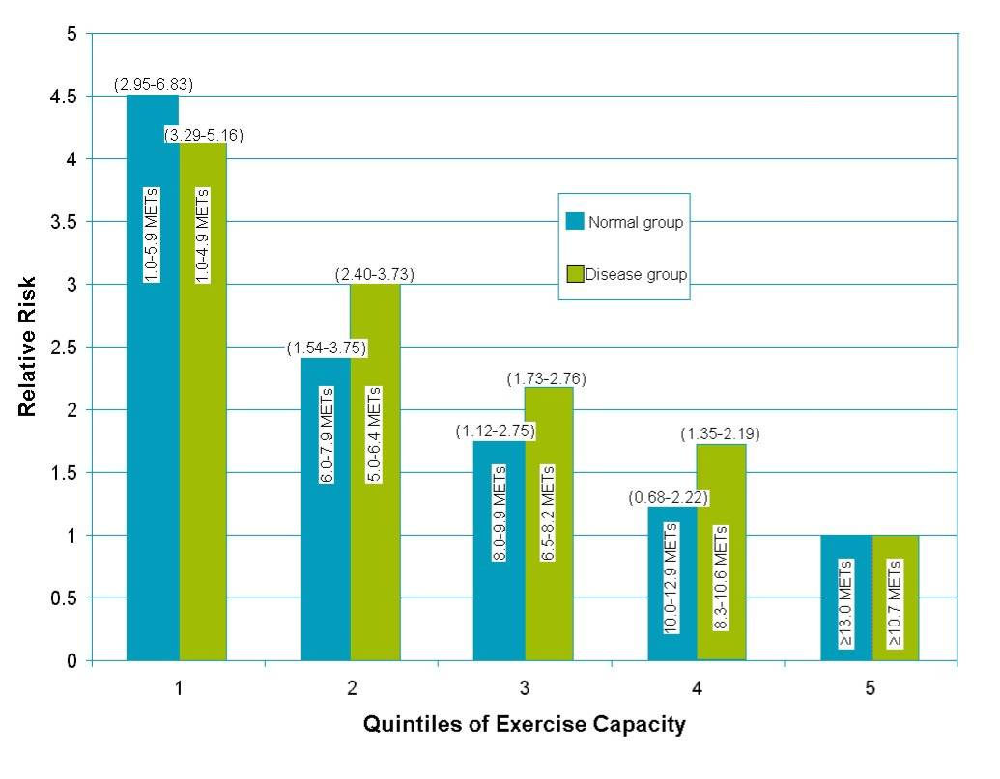 5
4.5
4
3.5
3
2.5
2
1.5
1
0.5
0
Relative Risk
(2.95-6.83)
(3.29-5.16)
1.0-5.9 METs
1.0-4.9 METs
(1.54-3.75)
(2.40-3.73)
6.0-7.9 METs
5.0-6.4 METs
(1.12-2.75)
(1.73-2.76)
8.0-9.9 METs
6.5-8.2 METs
(0.68-2.22)
(1.35-2.19)
10.0-12.9 METs
8.3-10.6 METs
≥13.0 METs
≥10.7 METs
Normal group
Disease group
1 2 3 4 5
Quintiles of Exercise Capacity